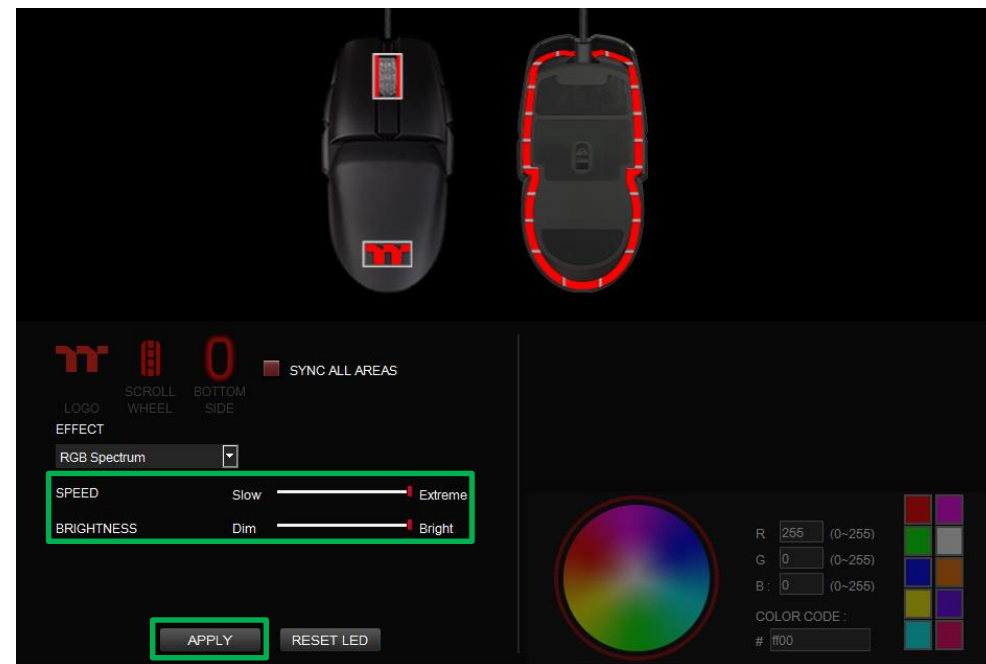 SYNC ALL AREAS
SCROLL BOTTOM
LOGO WHEEL SIDE
EFFECT
RGB Spectrum
SPEED Slow Extreme
BRIGHTNESS Dim Bright
R 255 (0~255)
G 0 (0~255)
B : 0 (0~255)
COLOR CODE :
# ff00
APPLY RESET LED